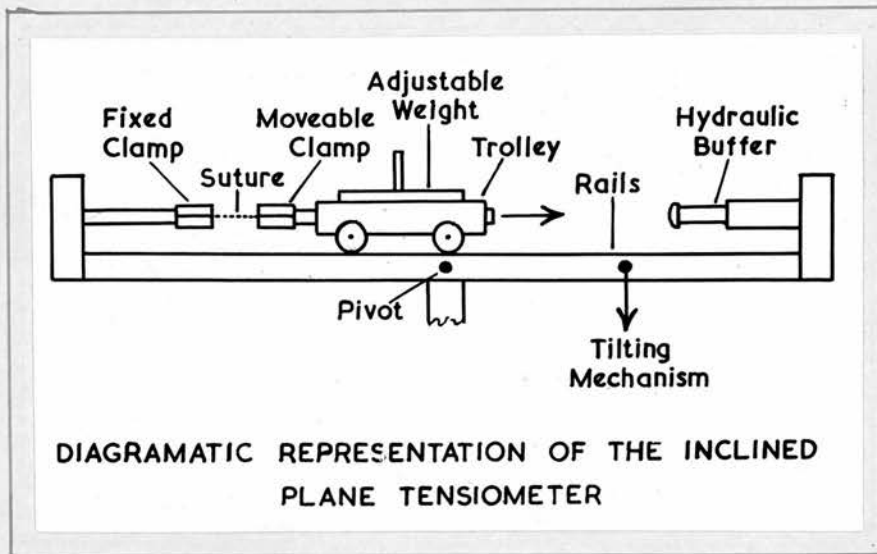 Fixed
Clamp
Suture
Moveable
Clamp
Adjustable
Weight
Trolley
Rails
Hydraulic
Buffer
Pivot
Tilting
Mechanism
DIAGRAMATIC REPRESENTATION OF THE INCLINED
PLANE TENSIOMETER